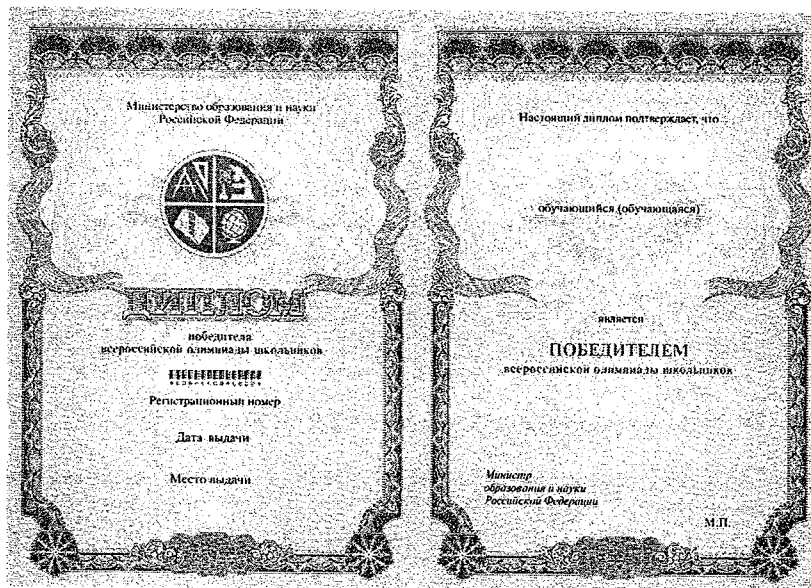 Министерство образования и науки
Российской Федерации
ДИПЛОМ
победителя
всероссийской олимпиады школьников
Регистрационный номер
Дата выдачи
Место выдачи
Настоящий диплом подтверждает, что
обучающийся (обучающаяся)
является
ПОБЕДИТЕЛЕМ
всероссийской олимпиады школьников
Министр
образования и науки
Российской Федерации
М.П.